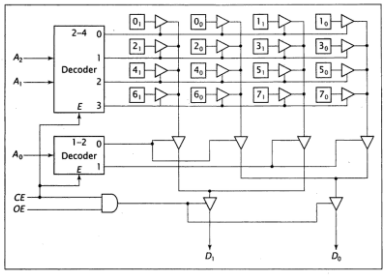 2–4 0 0₁ 0₀ 1₁ 1₀
A₂ 1 2₁ 2₀ 3₁ 3₀
A₁ Decoder 2 4₁ 4₀ 5₁ 5₀
E 3 6₁ 6₀ 7₁ 7₀
1–2 0
A₀ Decoder 1
E
CE
OE
D₁ D₀